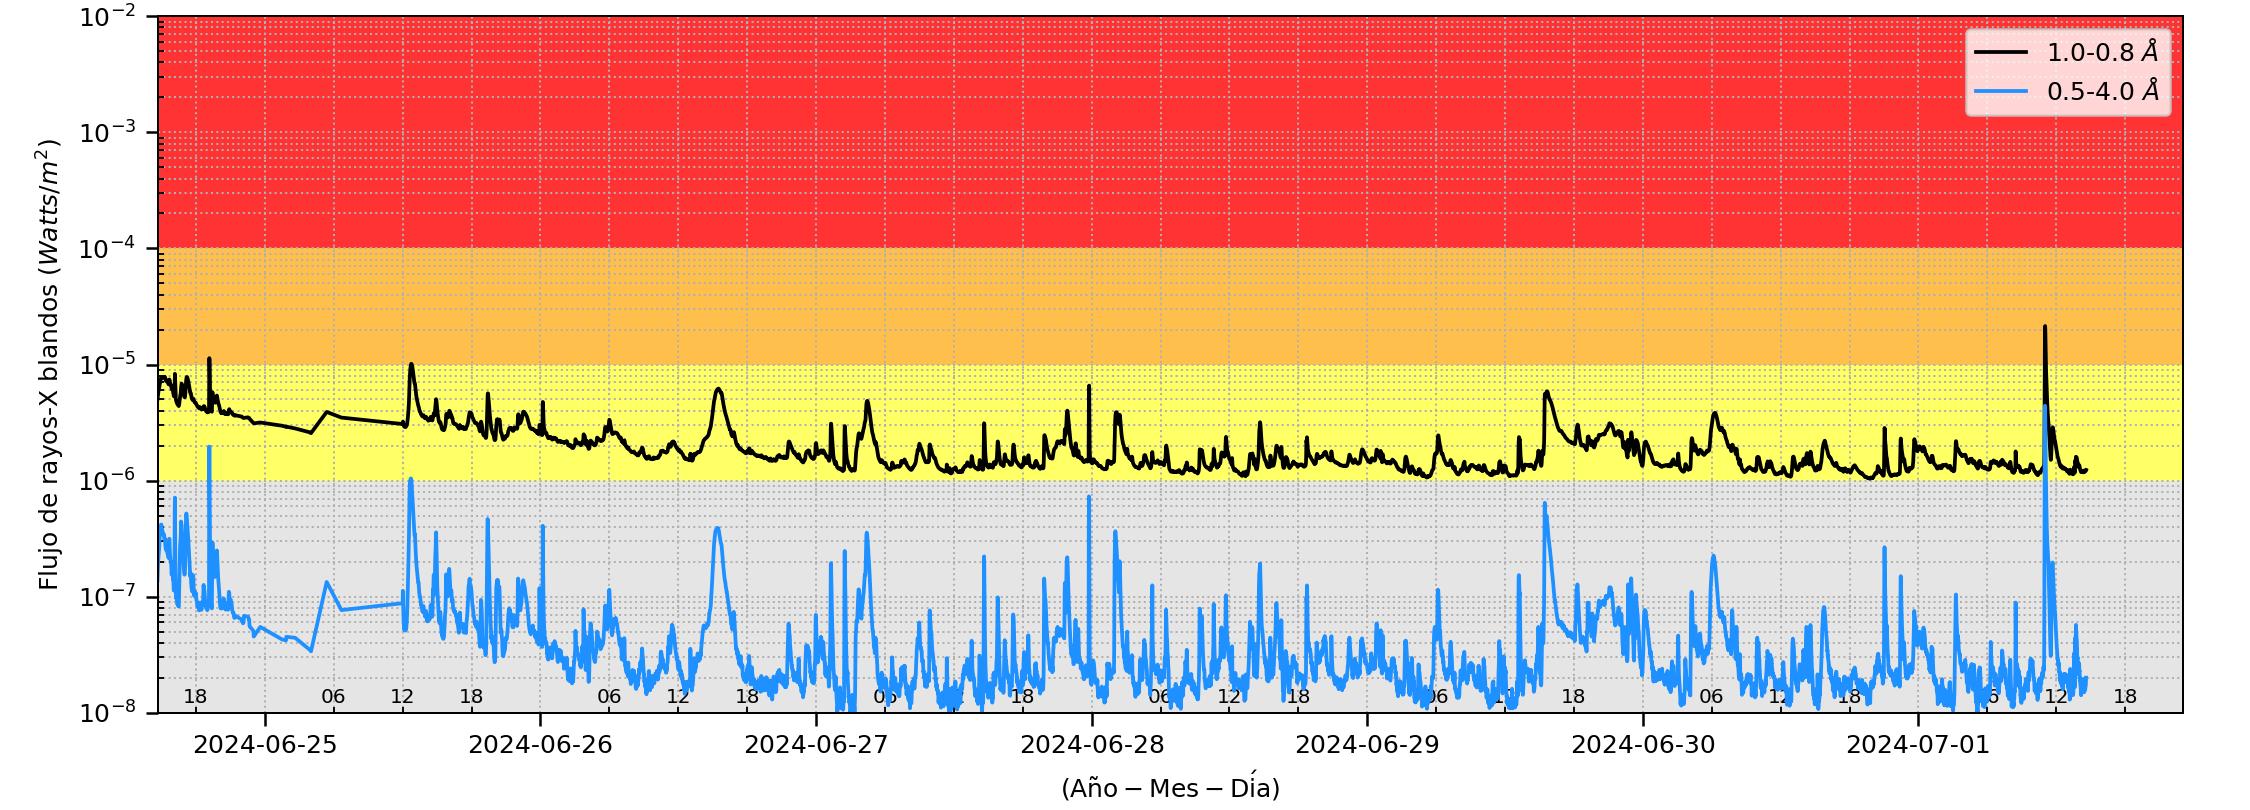 10⁻²
10⁻³
10⁻⁴
10⁻⁵
10⁻⁶
10⁻⁷
10⁻⁸
Flujo de rayos-X blandos (Watts/m²)
1.0-0.8 Å
0.5-4.0 Å
18 06 12 18 06 12 18 18 06 12 18 06 18 06 12 18 12 18
2024-06-25 2024-06-26 2024-06-27 2024-06-28 2024-06-29 2024-06-30 2024-07-01
(Año − Mes − Día)